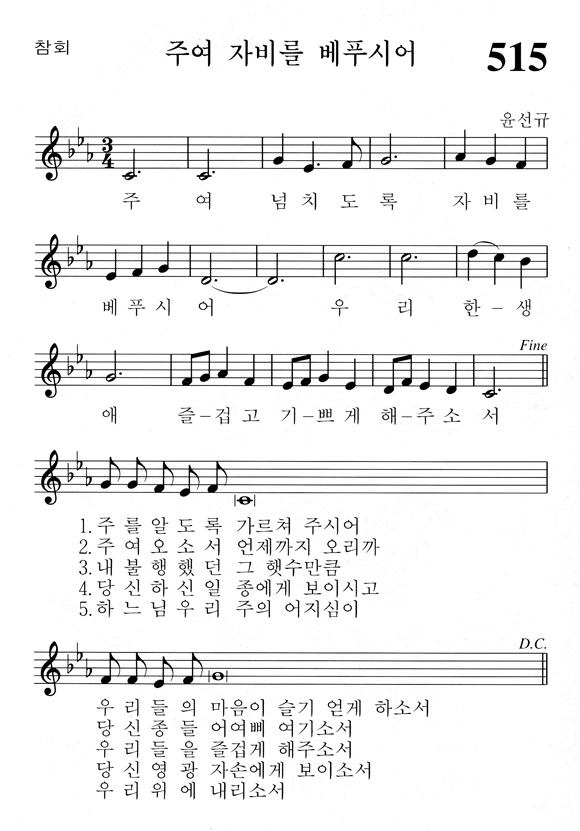 참회
주여 자비를 베푸시어
515
윤선규
3/4
주 여 넘치도록 자비를
베푸시어 우리 한-생
Fine
애 즐-겁고 기-쁘게 해-주소서
1.주를알도록 가르쳐 주시어
2.주여오소서 언제까지 오리까
3.내불행했던 그 햇수만큼
4.당신하신일 종에게 보이시고
5.하느님우리 주의 어지심이
D.C.
우리들의 마음이 슬기 얻게 하소서
당신종들 어여삐 여기소서
우리들을 즐겁게 해주소서
당신영광 자손에게 보이소서
우리위에 내리소서